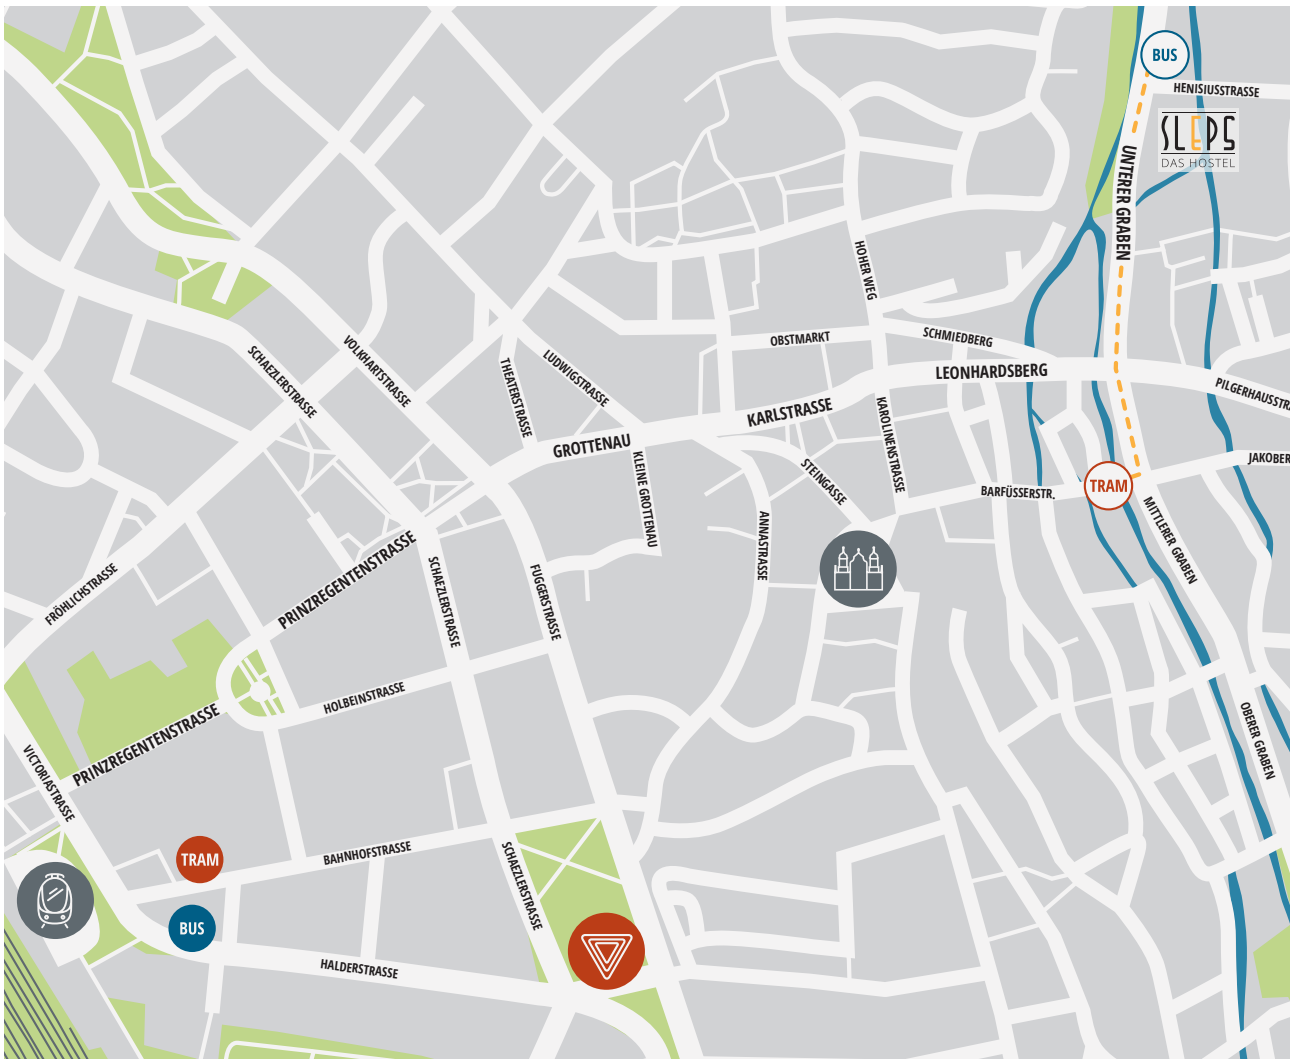 BUS
HENISIUSSTRASSE
SLEPS
DAS HOSTEL
UNTERER GRABEN
HOHER WEG
OBSTMARKT
SCHMIEDBERG
LEONHARDSBERG
VOLKHARTSTRASSE
SCHAEZLERSTRASSE
THEATERSTRASSE
LUDWIGSTRASSE
PILGERHAUSSTRA
KARLSTRASSE
KAROLINENSTRASSE
GROTTENAU
KLEINE GROTTENAU
STEINGASSE
JAKOBER
BARFÜSSERSTR.
TRAM
MITTLERER GRABEN
ANNASTRASSE
PRINZREGENTENSTRASSE
FRÖHLICHSTRASSE
SCHAEZLERSTRASSE
FUGGERSTRASSE
HOLBEINSTRASSE
PRINZREGENTENSTRASSE
OBERER GRABEN
VICTORIASTRASSE
TRAM
BAHNHOFSTRASSE
SCHAEZLERSTRASSE
BUS
HALDERSTRASSE